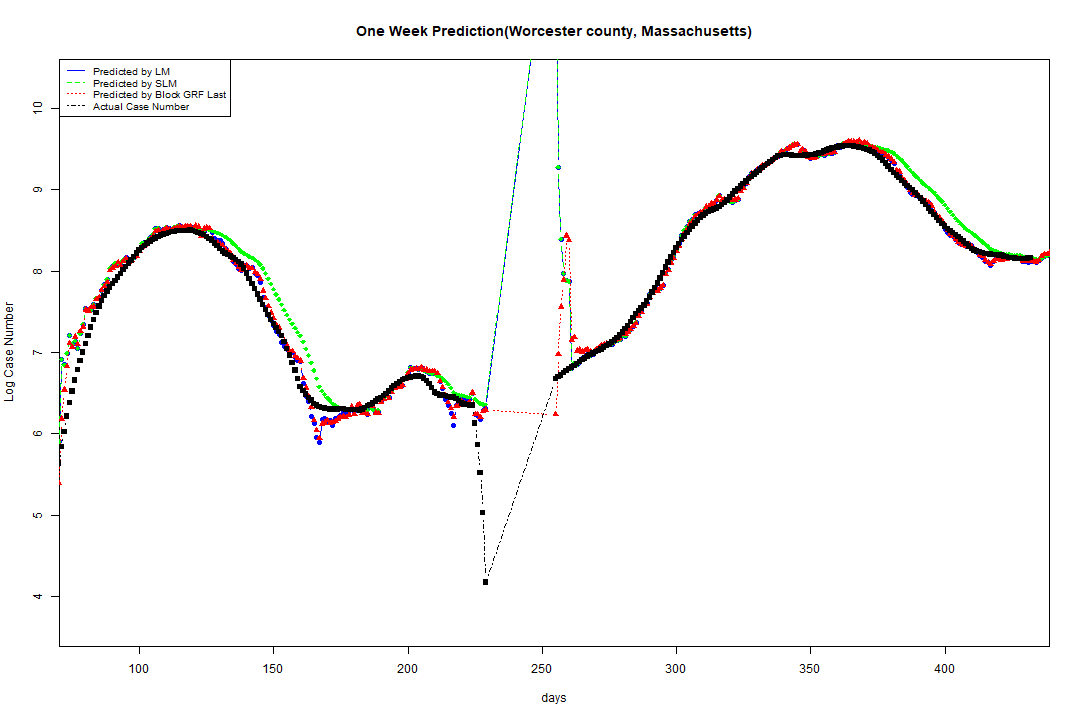 One Week Prediction(Worcester county, Massachusetts)
Predicted by LM
Predicted by SLM
Predicted by Block GRF Last
Actual Case Number
Log Case Number
10
9
8
7
6
5
4
100 150 200 250 300 350 400
days